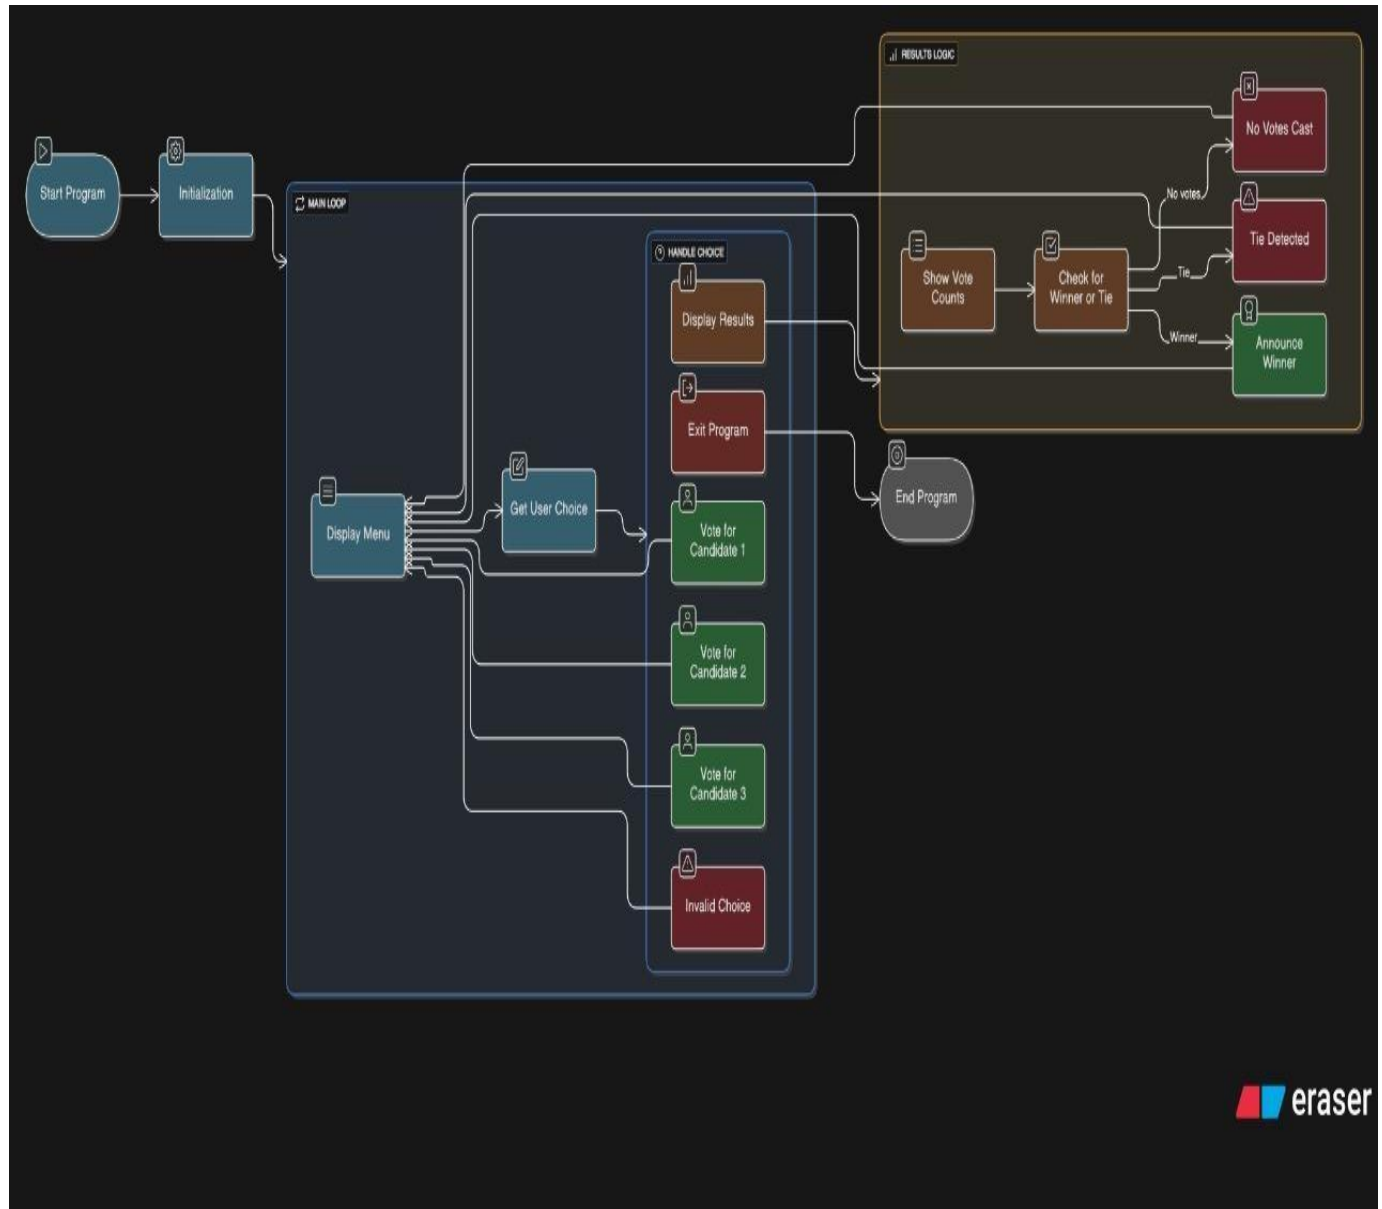 RESULTS LOGIC
No Votes Cast
Start Program
Initialization
No votes
MAIN LOOP
Tie Detected
HANDLE CHOICE
Show Vote
Counts
Check for
Winner or Tie
Tie
Display Results
Winner
Announce
Winner
Exit Program
End Program
Get User Choice
Display Menu
Vote for
Candidate 1
Vote for
Candidate 2
Vote for
Candidate 3
Invalid Choice
eraser